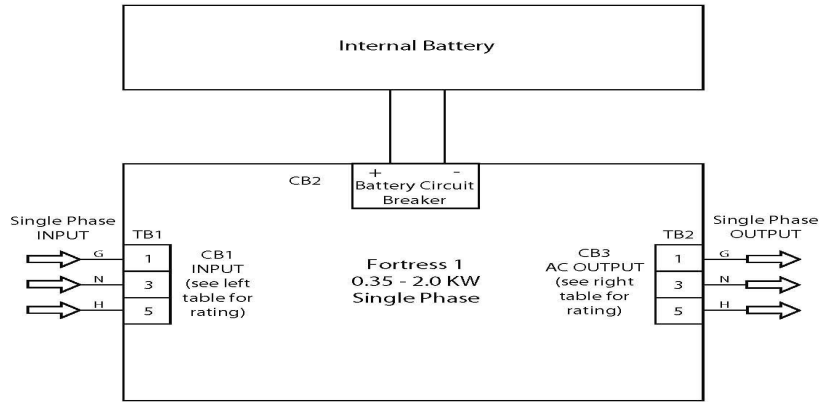 Internal Battery
CB2
+ -
Battery Circuit
Breaker
Single Phase
INPUT
TB1
G 1
N 3
H 5
CB1
INPUT
(see left
table for
rating)
Fortress 1
0.35 - 2.0 KW
Single Phase
CB3
AC OUTPUT
(see right
table for
rating)
TB2
1 G
3 N
5 H
Single Phase
OUTPUT